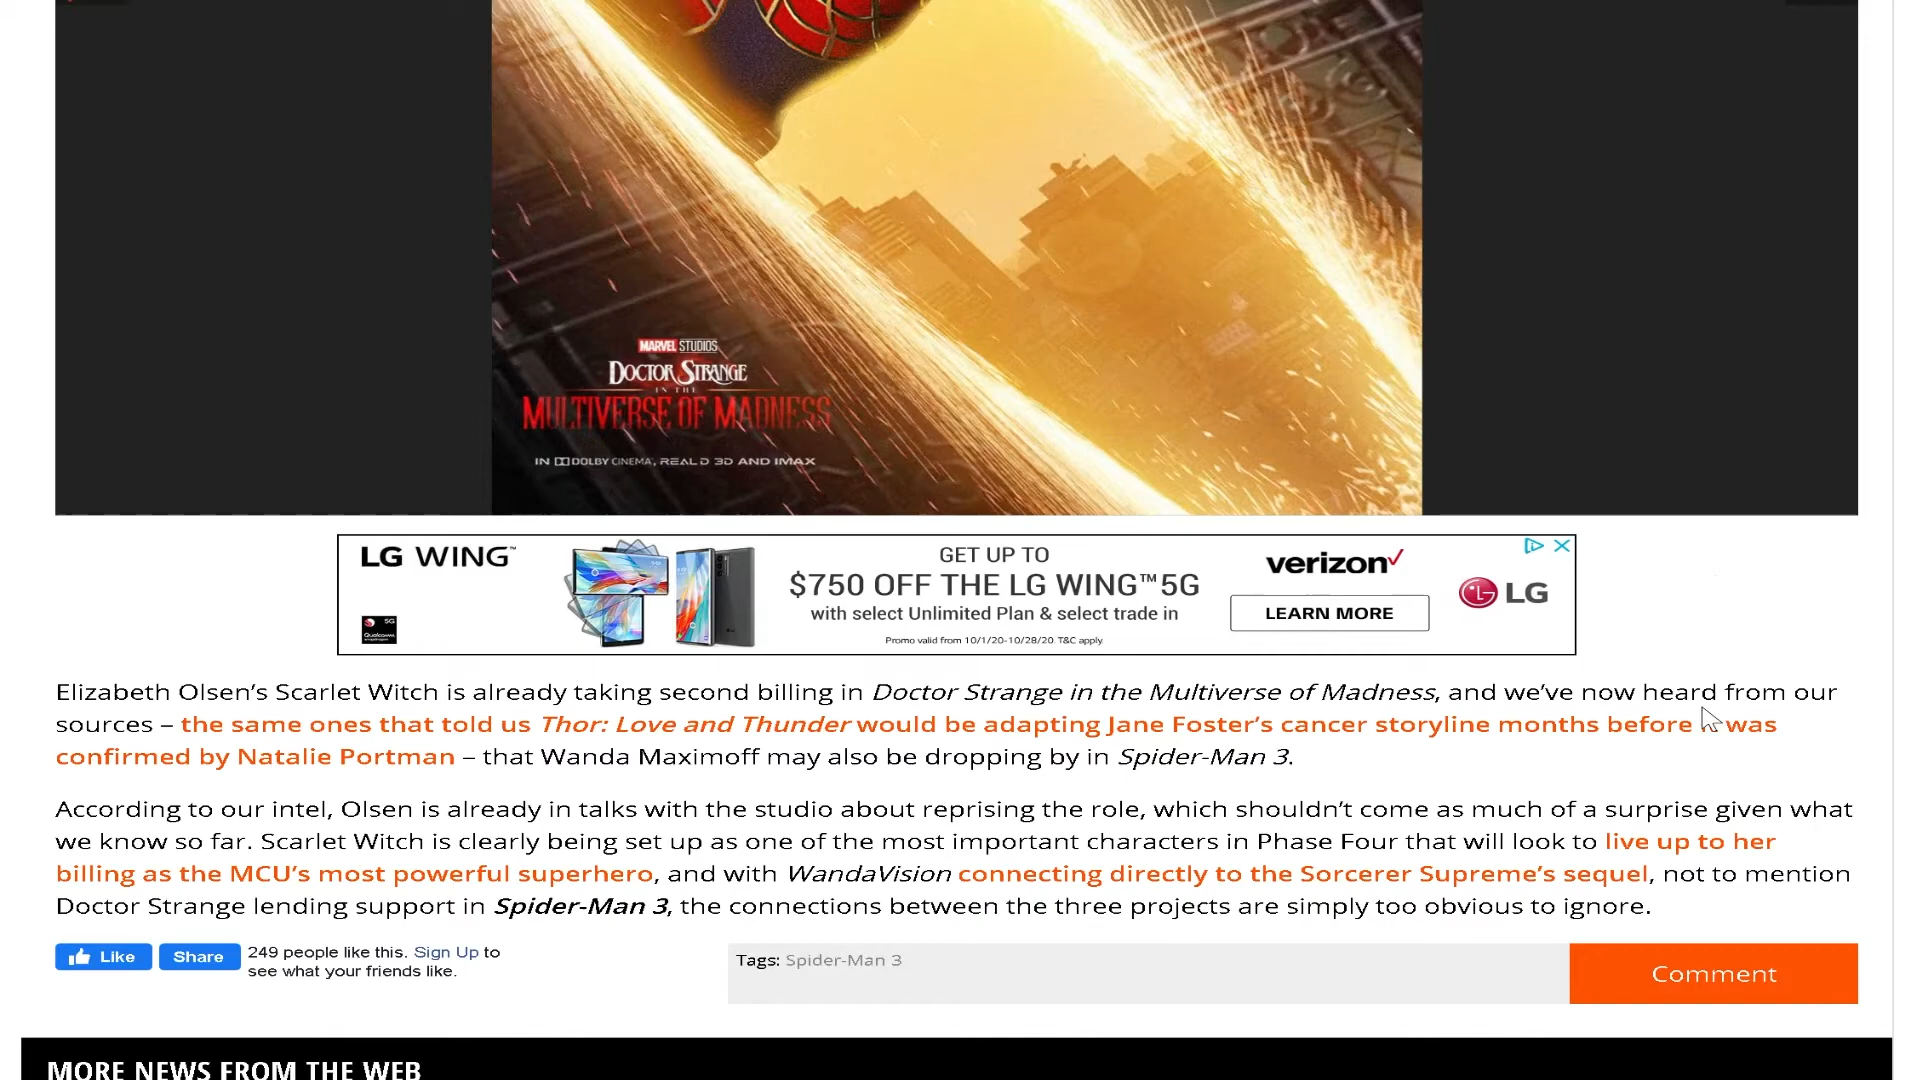 MARVEL STUDIOS
DOCTOR STRANGE
IN THE
MULTIVERSE OF MADNESS
IN DOLBY CINEMA, REAL D 3D AND IMAX
LG WING™
5G
Qualcomm
snapdragon
GET UP TO
$750 OFF THE LG WING™ 5G
with select Unlimited Plan & select trade in
Promo valid from 10/1/20-10/28/20. T&C apply.
verizon✓
LEARN MORE
LG
Elizabeth Olsen’s Scarlet Witch is already taking second billing in Doctor Strange in the Multiverse of Madness, and we’ve now heard from our
sources – the same ones that told us Thor: Love and Thunder would be adapting Jane Foster’s cancer storyline months before was
confirmed by Natalie Portman – that Wanda Maximoff may also be dropping by in Spider-Man 3.
According to our intel, Olsen is already in talks with the studio about reprising the role, which shouldn’t come as much of a surprise given what
we know so far. Scarlet Witch is clearly being set up as one of the most important characters in Phase Four that will look to live up to her
billing as the MCU’s most powerful superhero, and with WandaVision connecting directly to the Sorcerer Supreme’s sequel, not to mention
Doctor Strange lending support in Spider-Man 3, the connections between the three projects are simply too obvious to ignore.
Like
Share
249 people like this. Sign Up to
see what your friends like.
Tags: Spider-Man 3
Comment
MORE NEWS FROM THE WEB